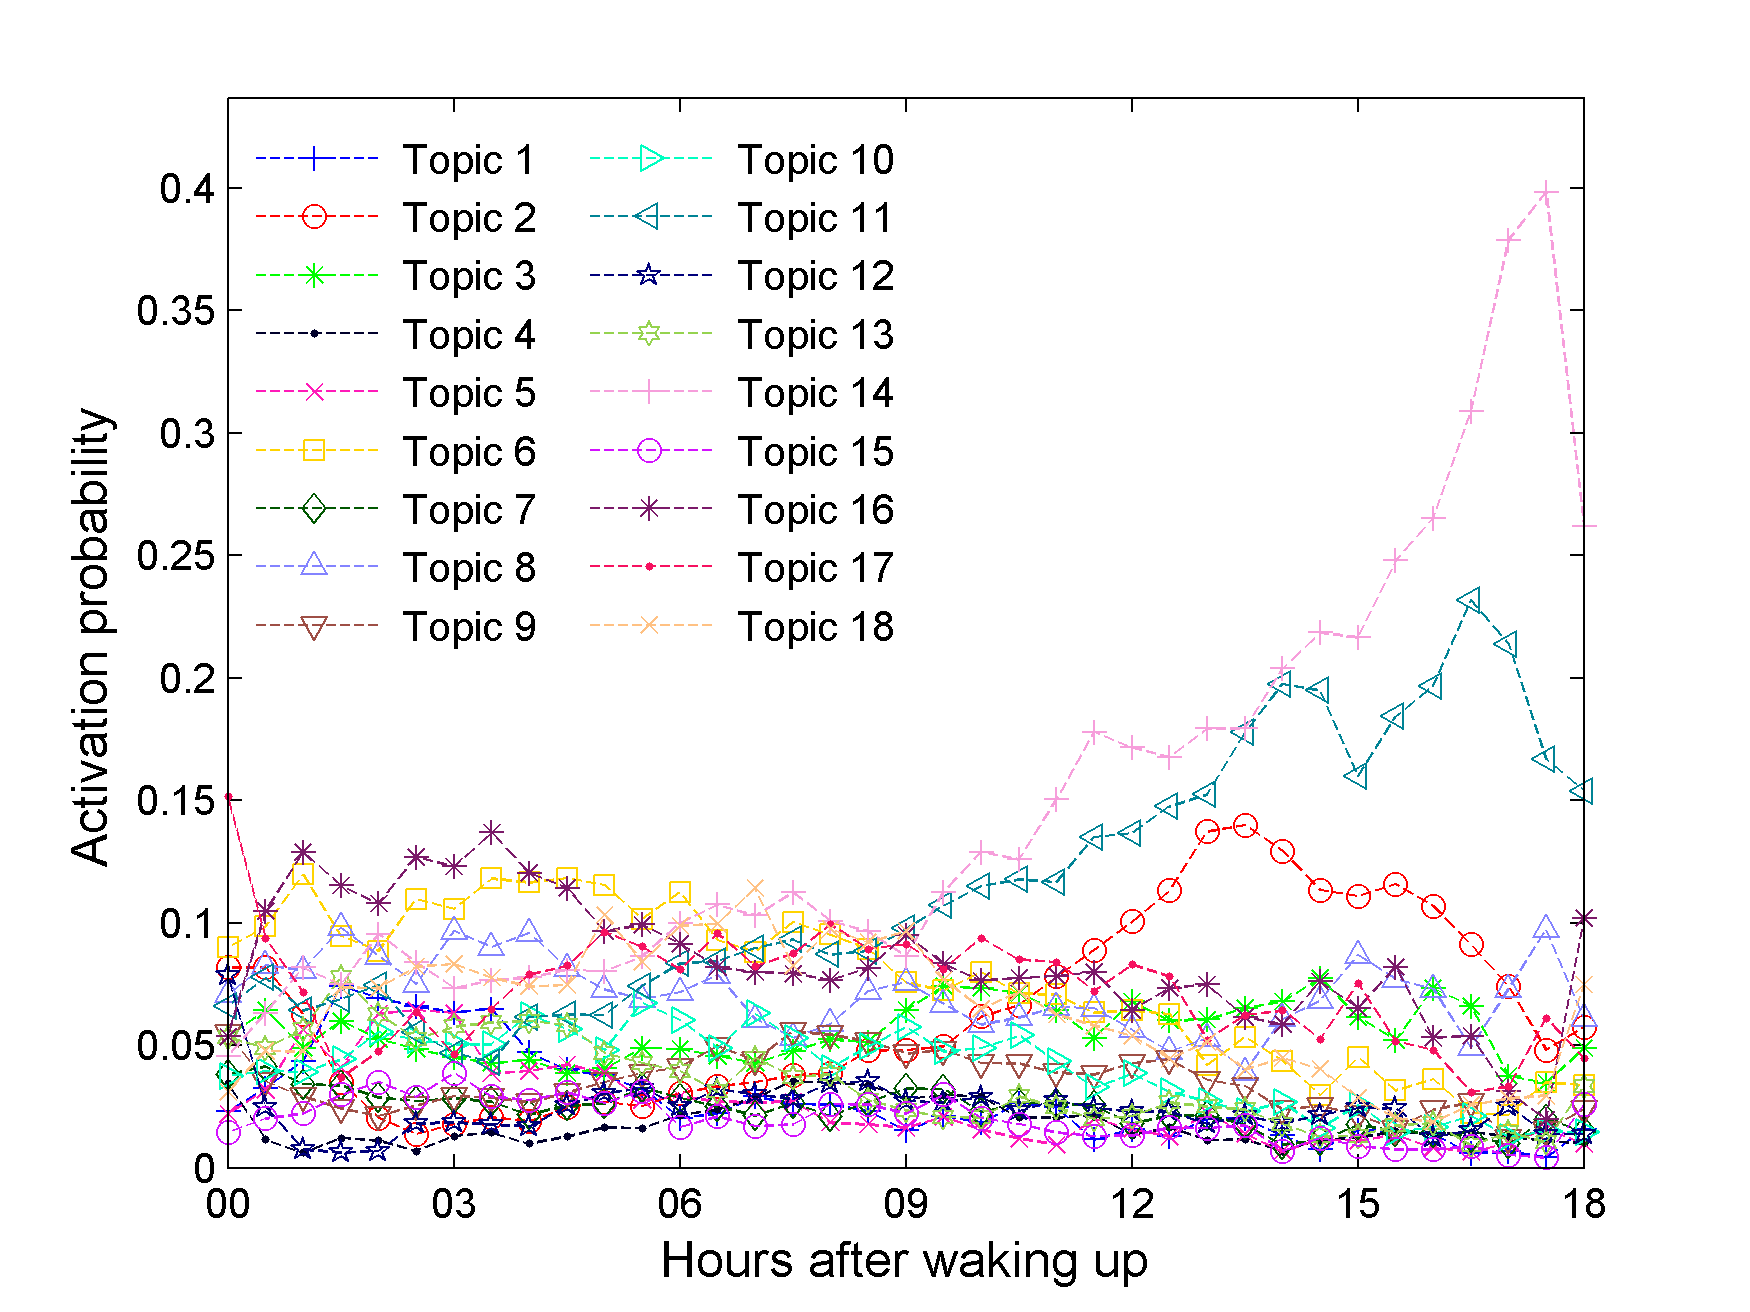 Topic 1
Topic 2
Topic 3
Topic 4
Topic 5
Topic 6
Topic 7
Topic 8
Topic 9
Topic 10
Topic 11
Topic 12
Topic 13
Topic 14
Topic 15
Topic 16
Topic 17
Topic 18
Activation probability
0.4
0.35
0.3
0.25
0.2
0.15
0.1
0.05
0
00 03 06 09 12 15 18
Hours after waking up